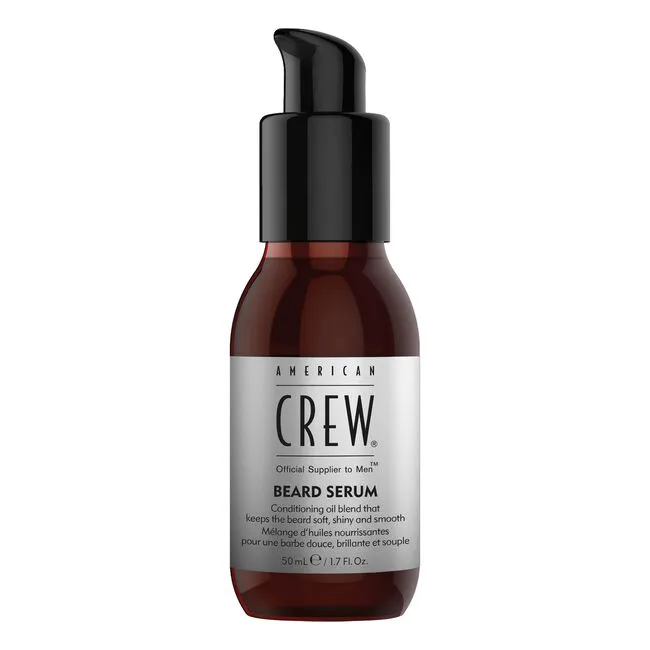 AMERICAN
CREW®
Official Supplier to Men™
BEARD SERUM
Conditioning oil blend that
keeps the beard soft, shiny and smooth
Mélange d'huiles nourrissantes
pour une barbe douce, brillante et souple
50 mL ℮ / 1.7 Fl. Oz.